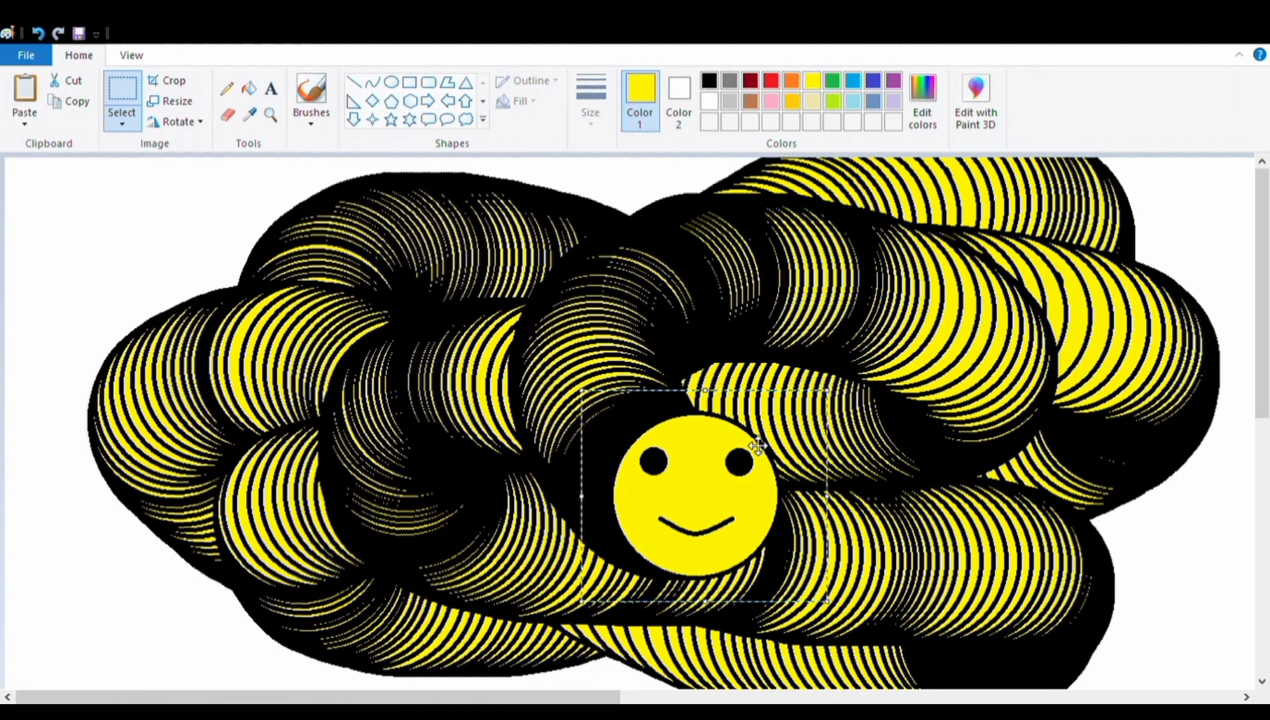 File Home View
Cut
Copy
Paste
Clipboard
Select
Crop
Resize
Rotate
Image
A
Tools
Brushes
Outline
Fill
Shapes
Size
Color
1
Color
2
Edit
colors
Colors
Edit with
Paint 3D
?